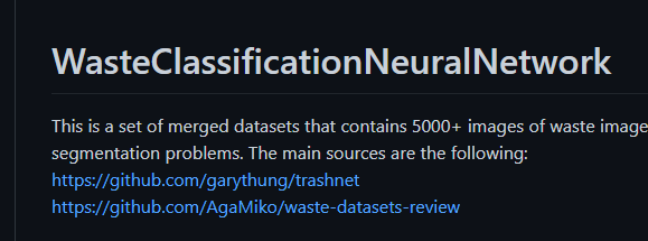 WasteClassificationNeuralNetwork
This is a set of merged datasets that contains 5000+ images of waste image
segmentation problems. The main sources are the following:
https://github.com/garythung/trashnet
https://github.com/AgaMiko/waste-datasets-review